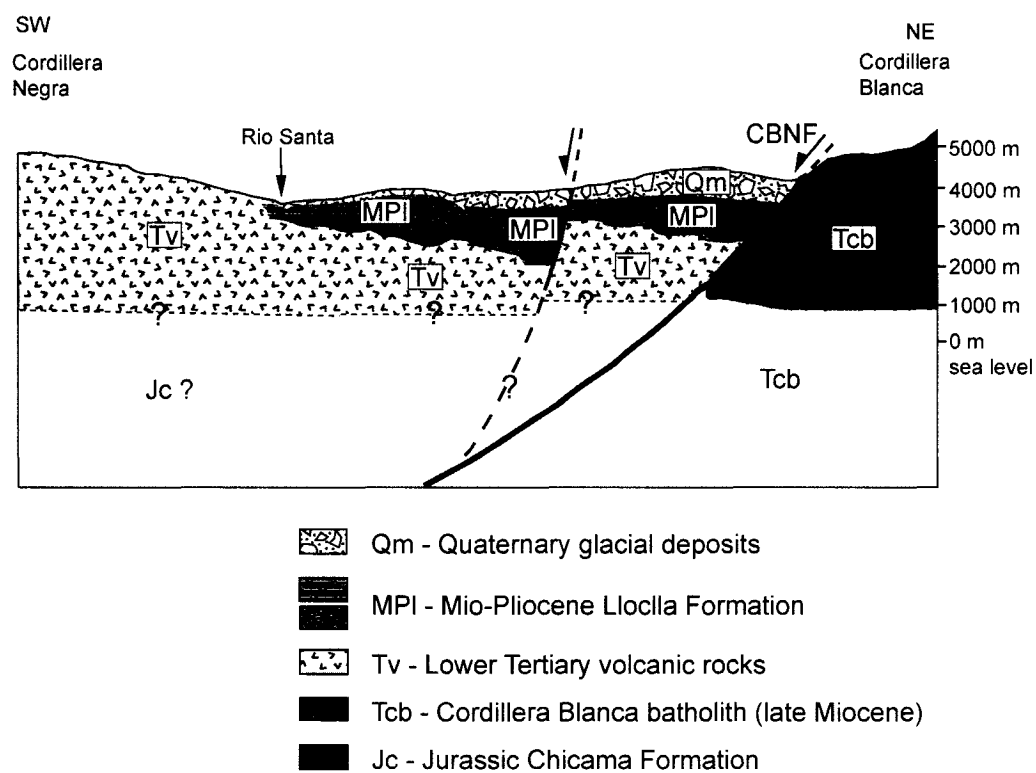 SW
Cordillera
Negra
NE
Cordillera
Blanca
Rio Santa
CBNF
5000 m
4000 m
3000 m
2000 m
1000 m
0 m
sea level
Qm
MPl
MPl
MPl
Tv
Tv
Tv
Tcb
?
?
?
Jc ?
?
Tcb
Qm - Quaternary glacial deposits
MPl - Mio-Pliocene Lloclla Formation
Tv - Lower Tertiary volcanic rocks
Tcb - Cordillera Blanca batholith (late Miocene)
Jc - Jurassic Chicama Formation